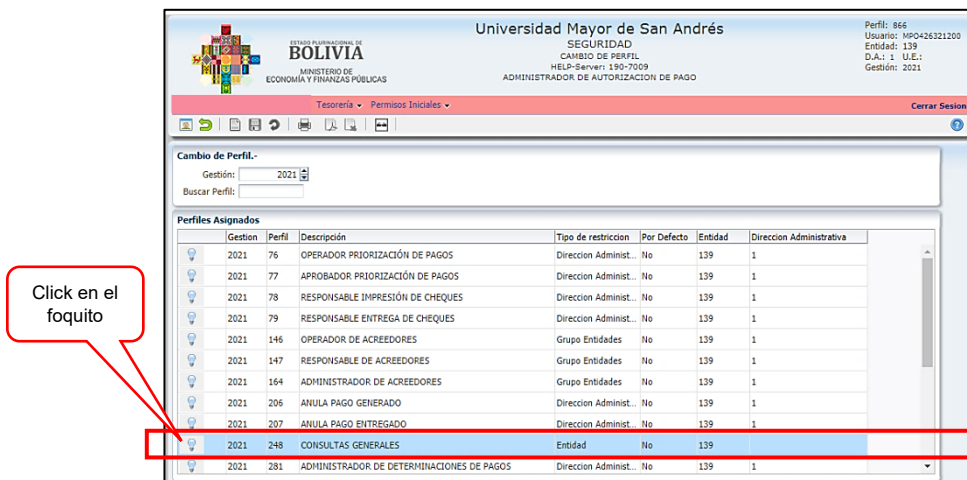 ESTADO PLURINACIONAL DE
BOLIVIA
MINISTERIO DE
ECONOMÍA Y FINANZAS PÚBLICAS
Universidad Mayor de San Andrés
SEGURIDAD
CAMBIO DE PERFIL
HELP-Server: 190-7009
ADMINISTRADOR DE AUTORIZACION DE PAGO
Perfil: 866
Usuario: MPO426321200
Entidad: 139
D.A.: 1 U.E.:
Gestión: 2021
Tesorería Permisos Iniciales Cerrar Sesion
Cambio de Perfil.-
Gestión: 2021
Buscar Perfil:
Perfiles Asignados
Gestion Perfil Descripción Tipo de restriccion Por Defecto Entidad Direccion Administrativa
2021 76 OPERADOR PRIORIZACIÓN DE PAGOS Direccion Administ... No 139 1
2021 77 APROBADOR PRIORIZACIÓN DE PAGOS Direccion Administ... No 139 1
2021 78 RESPONSABLE IMPRESIÓN DE CHEQUES Direccion Administ... No 139 1
2021 79 RESPONSABLE ENTREGA DE CHEQUES Direccion Administ... No 139 1
2021 146 OPERADOR DE ACREEDORES Grupo Entidades No 139 1
2021 147 RESPONSABLE DE ACREEDORES Grupo Entidades No 139 1
2021 164 ADMINISTRADOR DE ACREEDORES Grupo Entidades No 139 1
2021 206 ANULA PAGO GENERADO Direccion Administ... No 139 1
2021 207 ANULA PAGO ENTREGADO Direccion Administ... No 139 1
2021 248 CONSULTAS GENERALES Entidad No 139
2021 281 ADMINISTRADOR DE DETERMINACIONES DE PAGOS Direccion Administ... No 139 1
Click en el
foquito